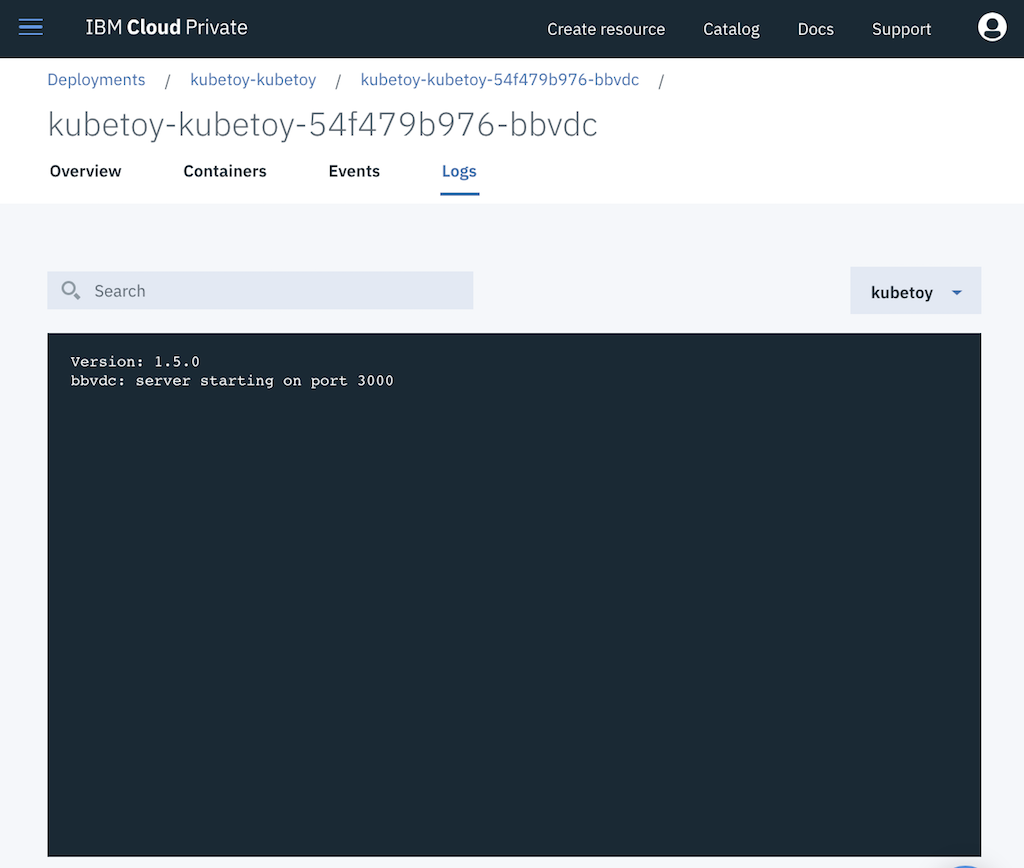 IBM Cloud Private Create resource Catalog Docs Support
Deployments / kubetoy-kubetoy / kubetoy-kubetoy-54f479b976-bbvdc /
kubetoy-kubetoy-54f479b976-bbvdc
Overview Containers Events Logs
Search kubetoy
Version: 1.5.0
bbvdc: server starting on port 3000